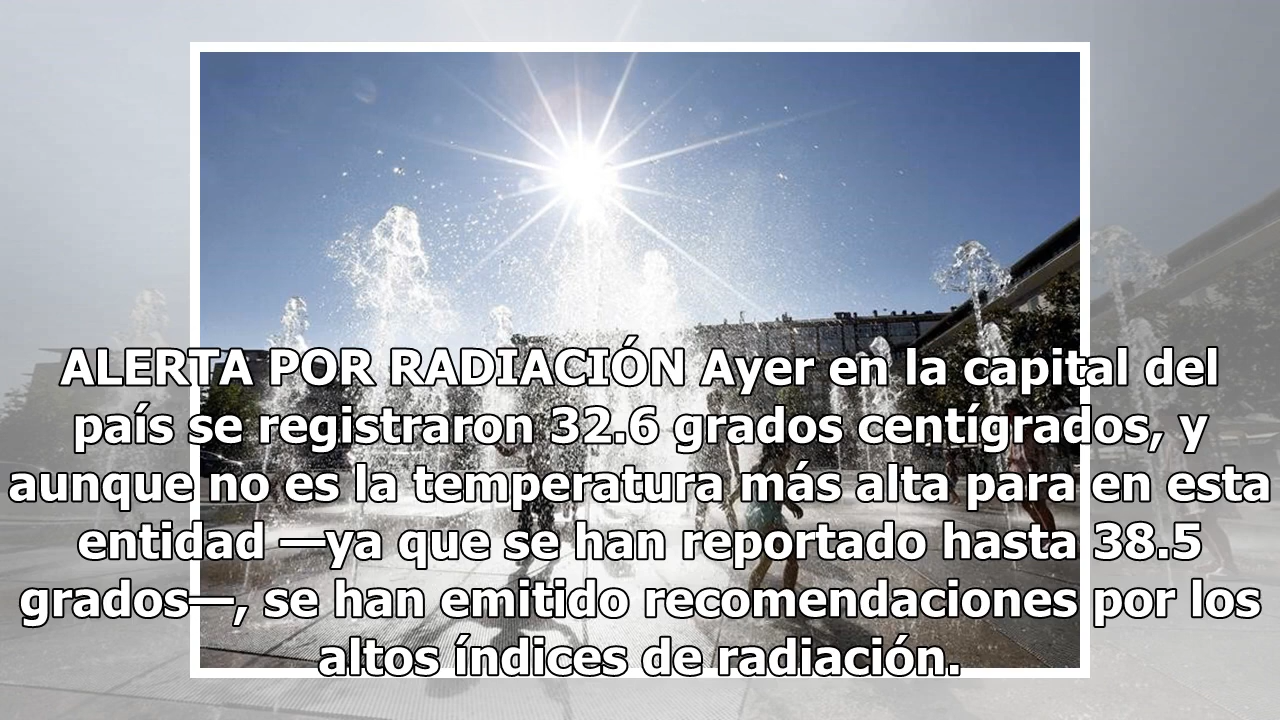 ALERTA POR RADIACIÓN Ayer en la capital del
país se registraron 32.6 grados centígrados, y
aunque no es la temperatura más alta para en esta
entidad —ya que se han reportado hasta 38.5
grados—, se han emitido recomendaciones por los
altos índices de radiación.